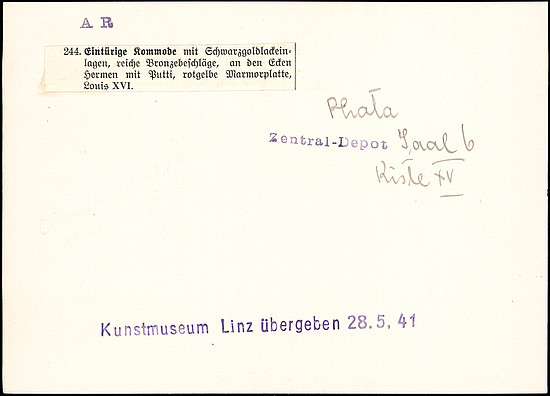 A R
244. Eintürige Kommode mit Schwarzgoldlackein-
lagen, reiche Bronzebeschläge, an den Ecken
Hermen mit Putti, rotgelbe Marmorplatte,
Louis XVI.
Phata
Zentral-Depot Saal 6
Kiste XV
Kunstmuseum Linz übergeben 28.5.41